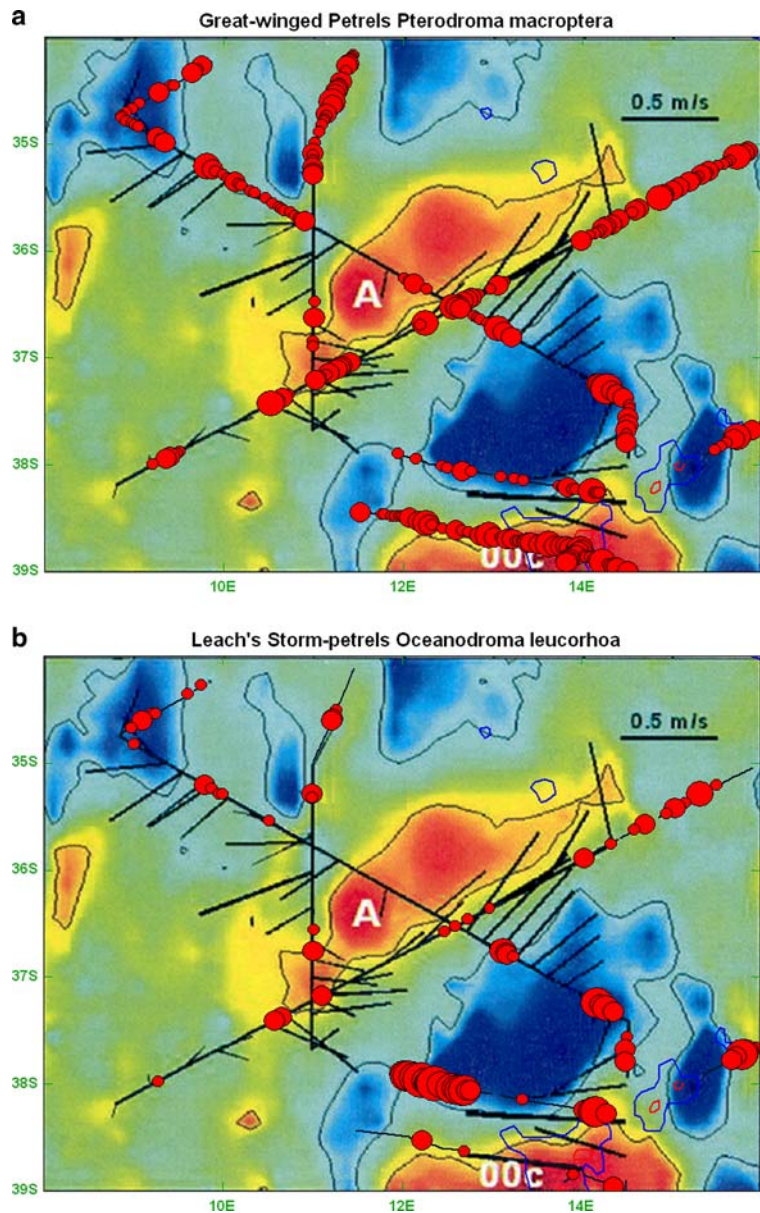 a
Great-winged Petrels Pterodroma macroptera
0.5 m/s
35S
36S
A
37S
38S
00c
39S
10E 12E 14E
b
Leach's Storm-petrels Oceanodroma leucorhoa
0.5 m/s
35S
36S
A
37S
38S
00c
39S
10E 12E 14E